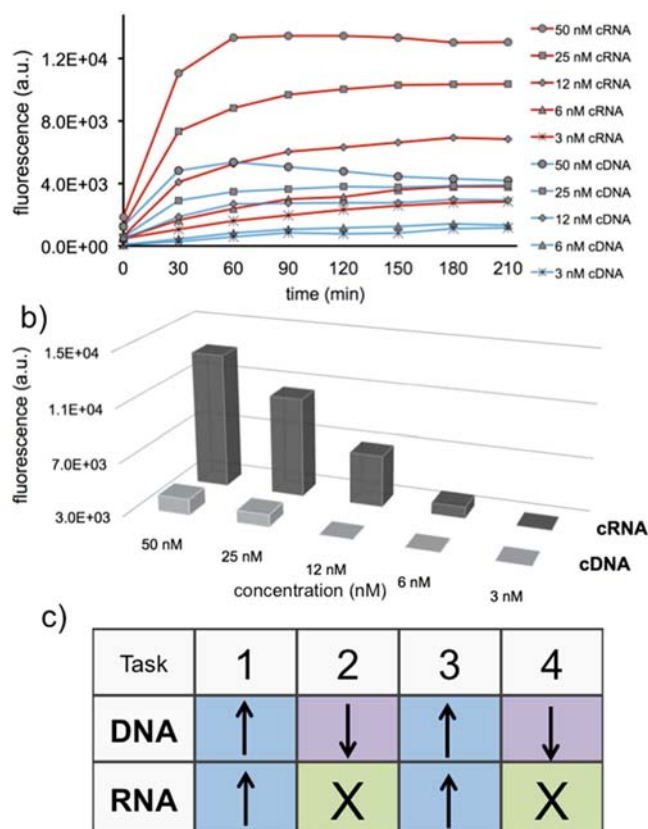 fluorescence (a.u.)
1.2E+04
8.0E+03
4.0E+03
0.0E+00
0 30 60 90 120 150 180 210
time (min)
50 nM cRNA
25 nM cRNA
12 nM cRNA
6 nM cRNA
3 nM cRNA
50 nM cDNA
25 nM cDNA
12 nM cDNA
6 nM cDNA
3 nM cDNA
b)
fluorescence (a.u.)
1.5E+04
1.1E+04
7.0E+03
3.0E+03
50 nM
25 nM
12 nM
6 nM
3 nM
cRNA
cDNA
concentration (nM)
c)
Task 1 2 3 4
DNA ↑ ↓ ↑ ↓
RNA ↑ X ↑ X